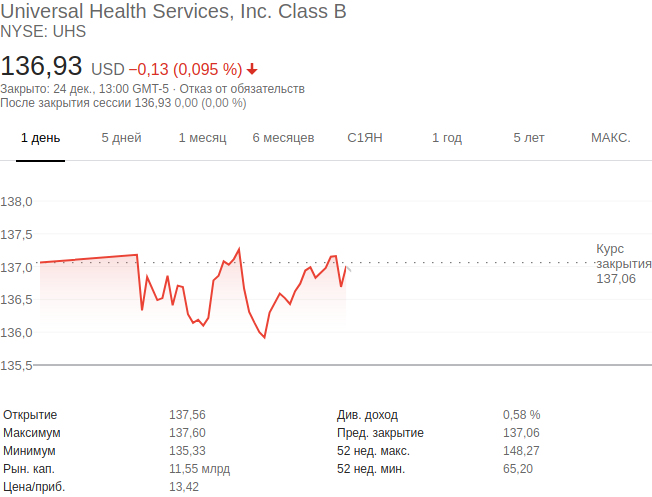 Universal Health Services, Inc. Class B
NYSE: UHS
136,93 USD −0,13 (0,095 %)
Закрыто: 24 дек., 13:00 GMT-5 · Отказ от обязательств
После закрытия сессии 136,93 0,00 (0,00 %)
1 день 5 дней 1 месяц 6 месяцев С1ЯН 1 год 5 лет МАКС.
138,0
137,5
137,0
136,5
136,0
135,5
Курс
закрытия
137,06
Открытие 137,56 Див. доход 0,58 %
Максимум 137,60 Пред. закрытие 137,06
Минимум 135,33 52 нед. макс. 148,27
Рын. кап. 11,55 млрд 52 нед. мин. 65,20
Цена/приб. 13,42